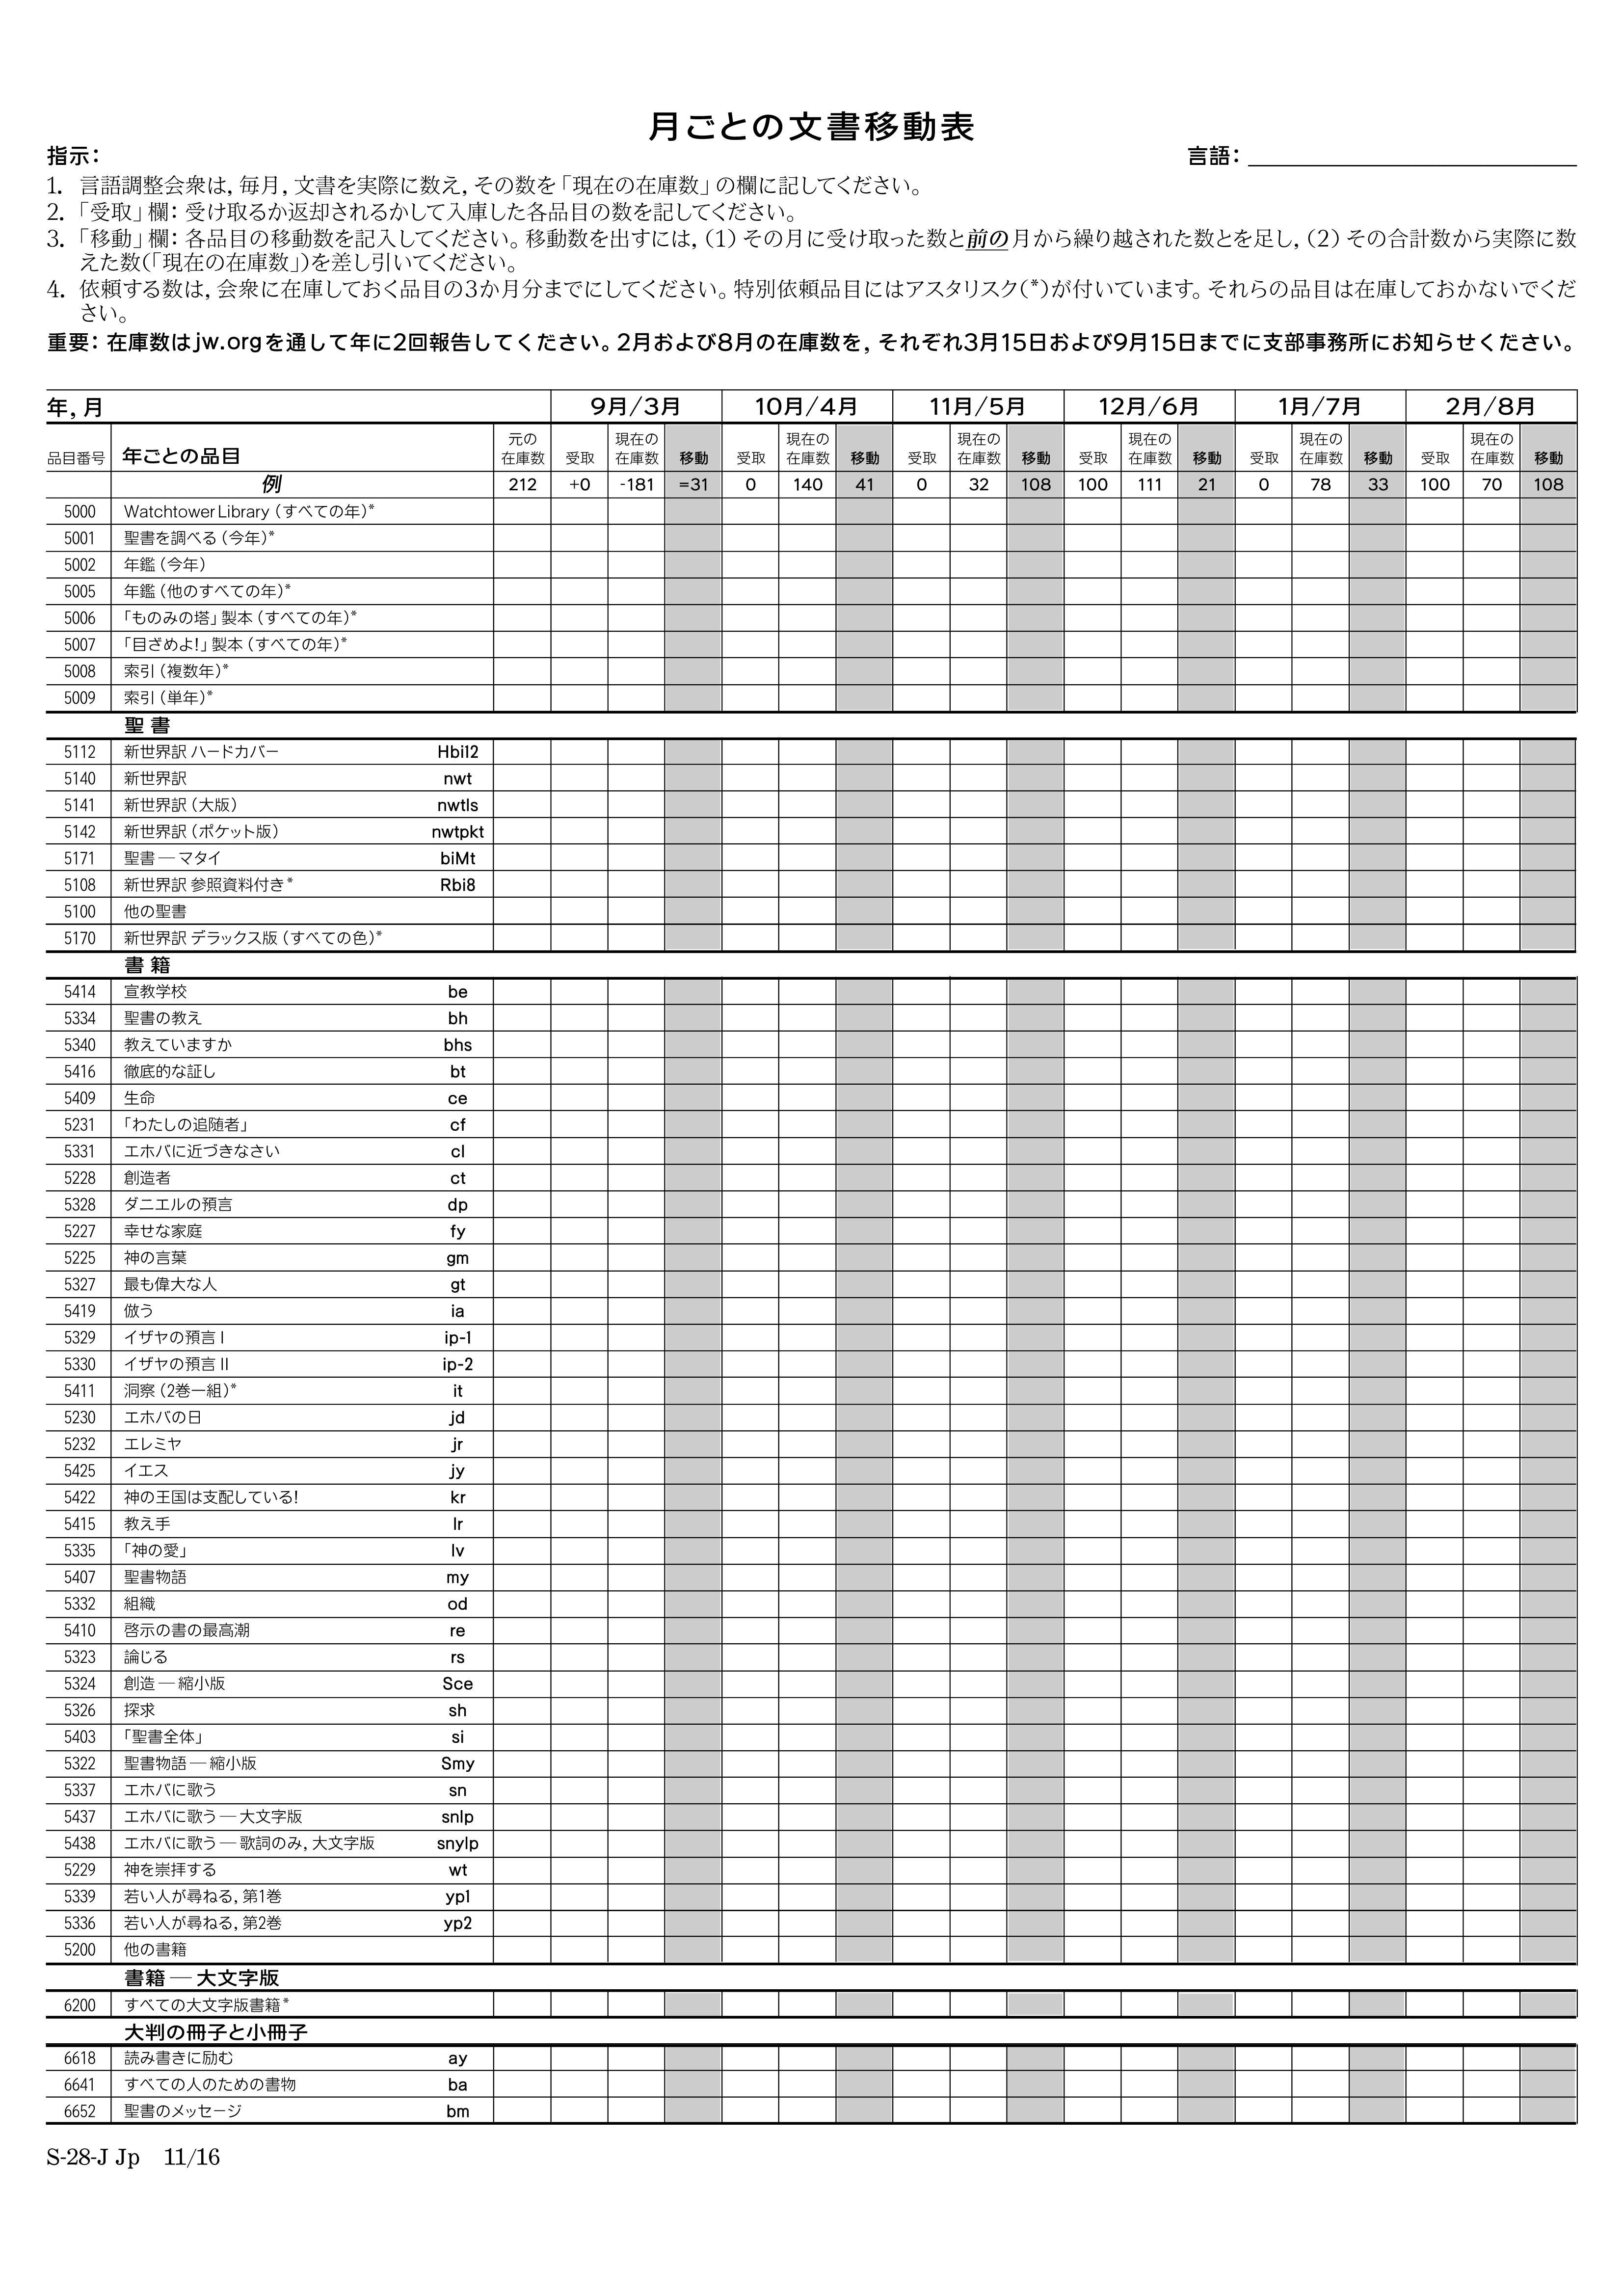 月ごとの文書移動表
指示：
言語：
1. 言語調整会衆は，毎月，文書を実際に数え，その数を「現在の在庫数」の欄に記してください。
2. 「受取」欄：受け取るか返却されるかして入庫した各品目の数を記してください。
3. 「移動」欄：各品目の移動数を記入してください。移動数を出すには，（1）その月に受け取った数と前の月から繰り越された数とを足し，（2）その合計数から実際に数
えた数（「現在の在庫数」）を差し引いてください。
4. 依頼する数は，会衆に在庫しておく品目の3か月分までにしてください。特別依頼品目にはアスタリスク（*）が付いています。それらの品目は在庫しておかないでくだ
さい。
重要：在庫数はjw.orgを通して年に2回報告してください。2月および8月の在庫数を，それぞれ3月15日および9月15日までに支部事務所にお知らせください。
年，月 9月/3月 10月/4月 11月/5月 12月/6月 1月/7月 2月/8月
品目番号 年ごとの品目 元の在庫数 受取 現在の在庫数 移動 受取 現在の在庫数 移動 受取 現在の在庫数 移動 受取 現在の在庫数 移動 受取 現在の在庫数 移動 受取 現在の在庫数 移動
例 212 +0 -181 =31 0 140 41 0 32 108 100 111 21 0 78 33 100 70 108
5000 Watchtower Library（すべての年）*
5001 聖書を調べる（今年）*
5002 年鑑（今年）
5005 年鑑（他のすべての年）*
5006 「ものみの塔」製本（すべての年）*
5007 「目ざめよ!」製本（すべての年）*
5008 索引（複数年）*
5009 索引（単年）*
聖書
5112 新世界訳 ハードカバー Hbi12
5140 新世界訳 nwt
5141 新世界訳（大版） nwtls
5142 新世界訳（ポケット版） nwtpkt
5171 聖書 ― マタイ biMt
5108 新世界訳 参照資料付き* Rbi8
5100 他の聖書
5170 新世界訳 デラックス版（すべての色）*
書籍
5414 宣教学校 be
5334 聖書の教え bh
5340 教えていますか bhs
5416 徹底的な証し bt
5409 生命 ce
5231 「わたしの追随者」 cf
5331 エホバに近づきなさい cl
5228 創造者 ct
5328 ダニエルの預言 dp
5227 幸せな家庭 fy
5225 神の言葉 gm
5327 最も偉大な人 gt
5419 倣う ia
5329 イザヤの預言 I ip-1
5330 イザヤの預言 II ip-2
5411 洞察（2巻一組）* it
5230 エホバの日 jd
5232 エレミヤ jr
5425 イエス jy
5422 神の王国は支配している! kr
5415 教え手 lr
5335 「神の愛」 lv
5407 聖書物語 my
5332 組織 od
5410 啓示の書の最高潮 re
5323 論じる rs
5324 創造 ― 縮小版 Sce
5326 探求 sh
5403 「聖書全体」 si
5322 聖書物語 ― 縮小版 Smy
5337 エホバに歌う sn
5437 エホバに歌う ― 大文字版 snlp
5438 エホバに歌う ― 歌詞のみ，大文字版 snylp
5229 神を崇拝する wt
5339 若い人が尋ねる，第1巻 yp1
5336 若い人が尋ねる，第2巻 yp2
5200 他の書籍
書籍 ― 大文字版
6200 すべての大文字版書籍*
大判の冊子と小冊子
6618 読み書きに励む ay
6641 すべての人のための書物 ba
6652 聖書のメッセージ bm
S-28-J Jp 11/16